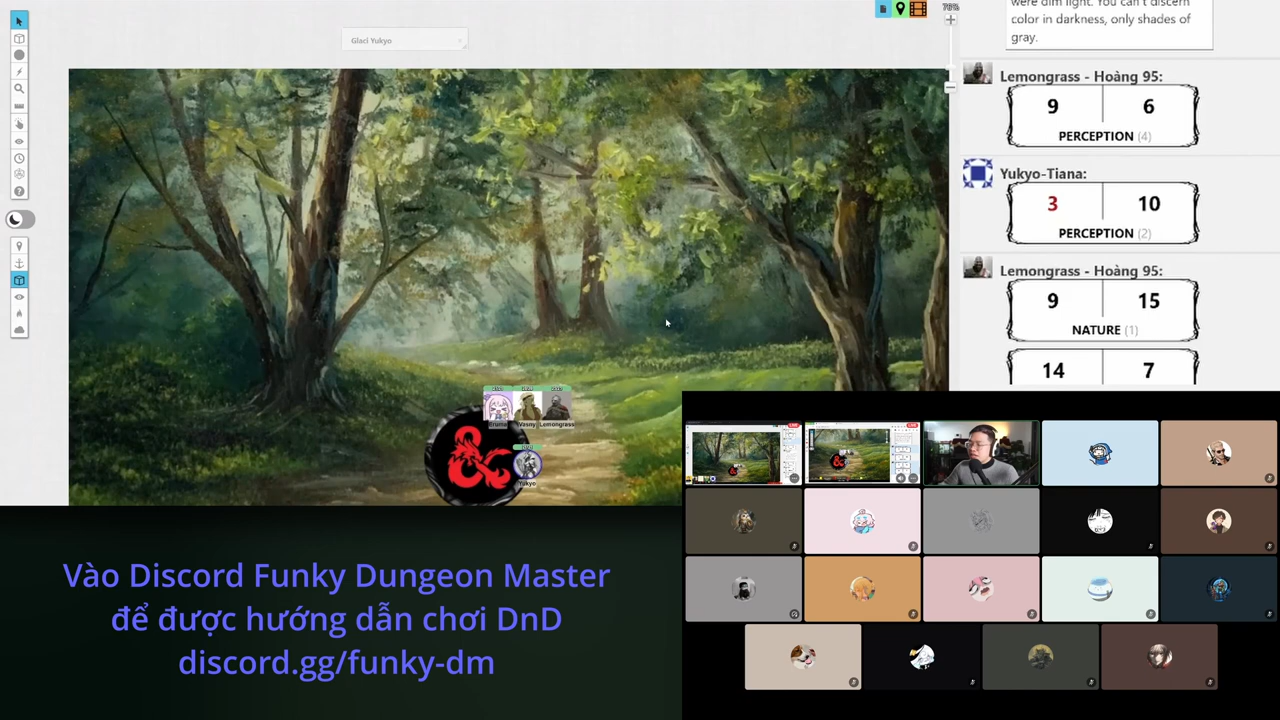 Glaci Yukyo
76%
were dim light. You can't discern
color in darkness, only shades of
gray.
Lemongrass - Hoàng 95:
9 6
PERCEPTION (4)
Yukyo-Tiana:
3 10
PERCEPTION (2)
Lemongrass - Hoàng 95:
9 15
NATURE (1)
14 7
Bruma Vasny Lemongrass
Yukyo
Vào Discord Funky Dungeon Master
để được hướng dẫn chơi DnD
discord.gg/funky-dm